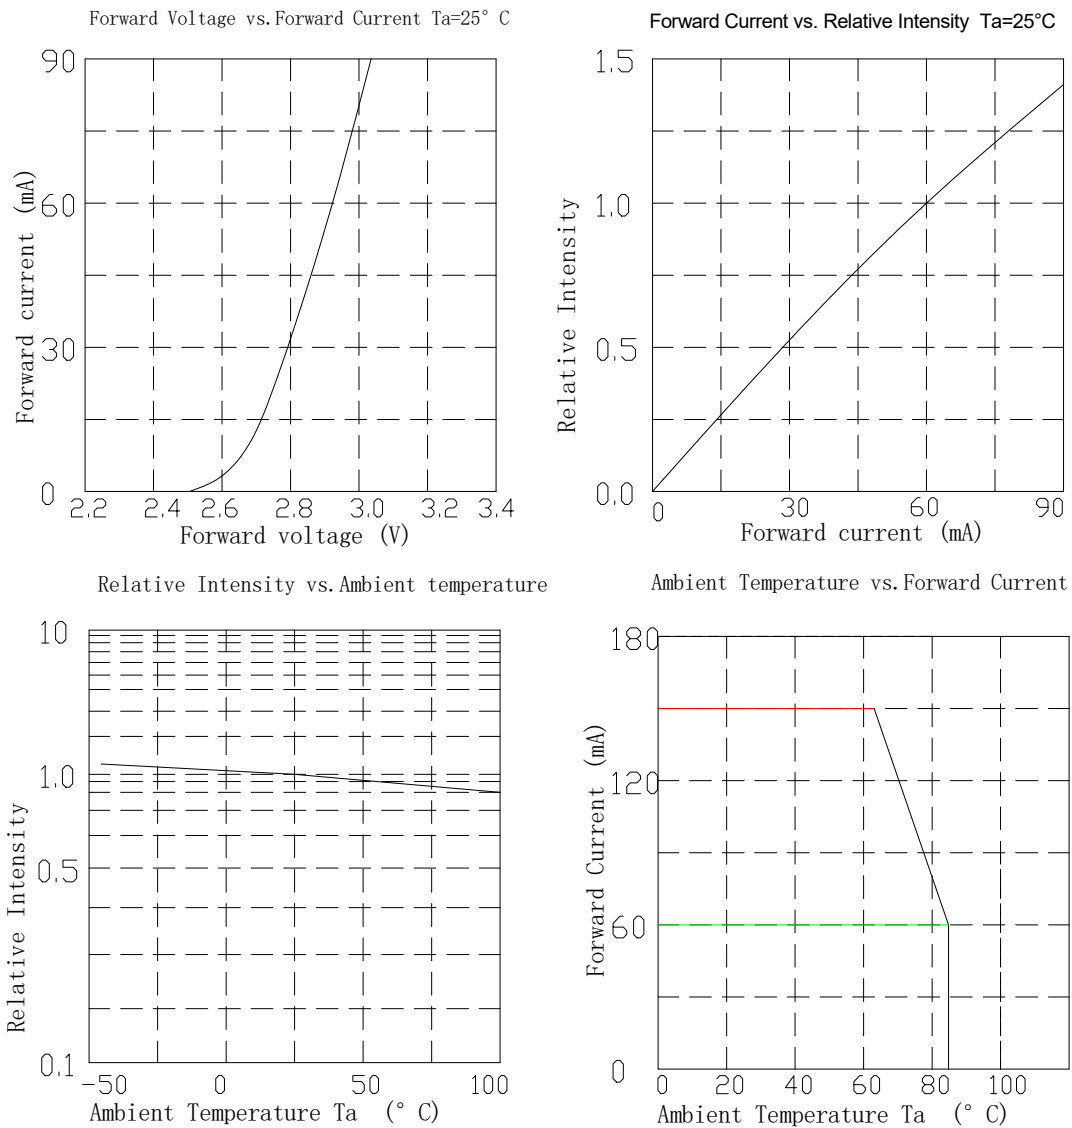 Forward Voltage vs.Forward Current Ta=25° C
90
60
30
0
Forward current (mA)
2.2 2.4 2.6 2.8 3.0 3.2 3.4
Forward voltage (V)
Forward Current vs. Relative Intensity Ta=25°C
1.5
1.0
0.5
0.0
Relative Intensity
0 30 60 90
Forward current (mA)
Relative Intensity vs.Ambient temperature
10
1.0
0.5
0.1
Relative Intensity
-50 0 50 100
Ambient Temperature Ta (° C)
Ambient Temperature vs.Forward Current
180
120
60
0
Forward Current (mA)
0 20 40 60 80 100
Ambient Temperature Ta (° C)